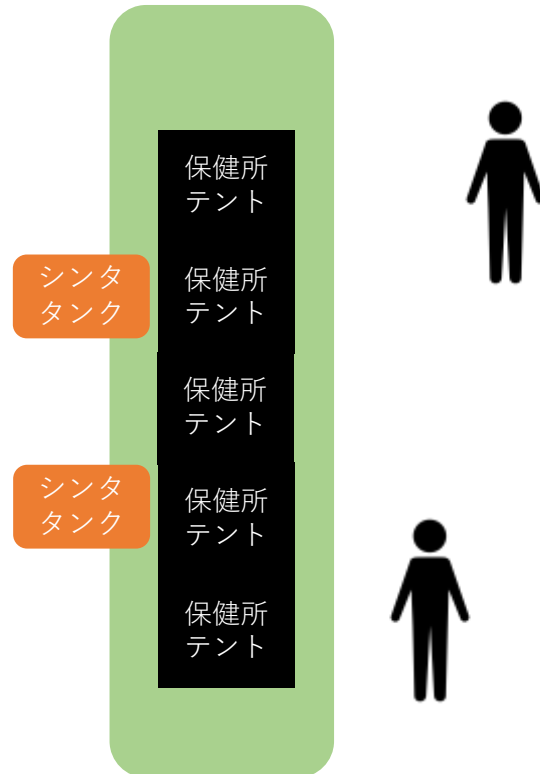 保健所
テント
シンタ
タンク
保健所
テント
保健所
テント
シンタ
タンク
保健所
テント
保健所
テント